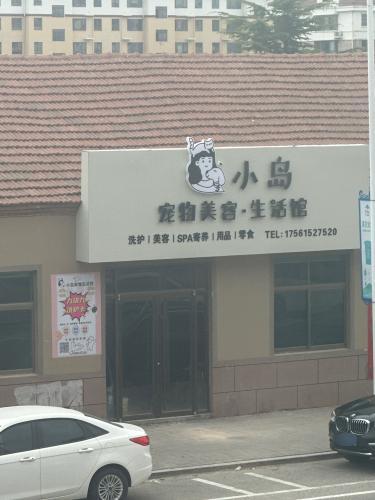 小岛
宠物美容·生活馆
洗护 | 美容 | SPA寄养 | 用品 | 零食 TEL: 17561527520